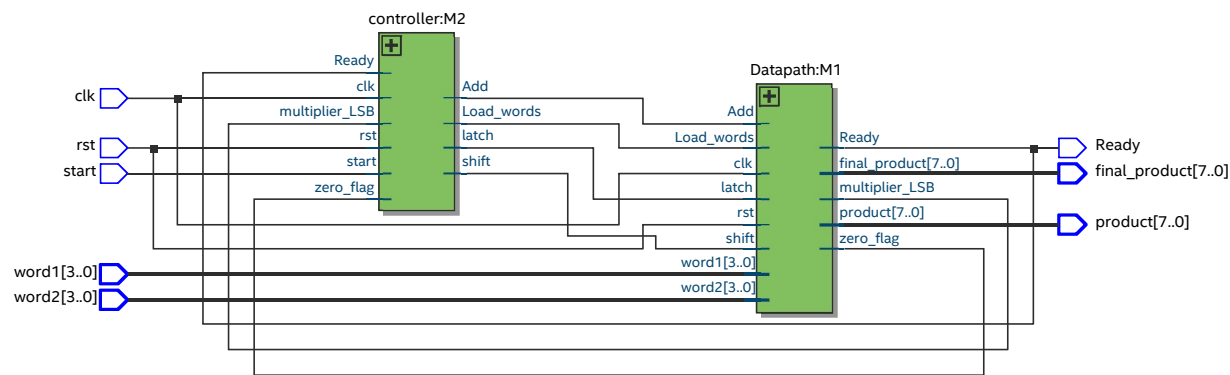 controller:M2
Ready
clk
multiplier_LSB
rst
start
zero_flag
Add
Load_words
latch
shift
clk
rst
start
word1[3..0]
word2[3..0]
Datapath:M1
Add
Load_words
clk
latch
rst
shift
word1[3..0]
word2[3..0]
Ready
final_product[7..0]
multiplier_LSB
product[7..0]
zero_flag
Ready
final_product[7..0]
product[7..0]